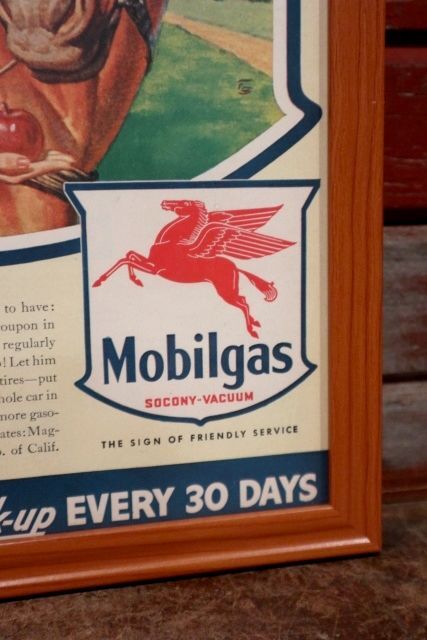 to have:
oupon in
regularly
! Let him
tires—put
hole car in
more gaso-
ates: Mag-
. of Calif.
Mobilgas
SOCONY-VACUUM
THE SIGN OF FRIENDLY SERVICE
-up EVERY 30 DAYS